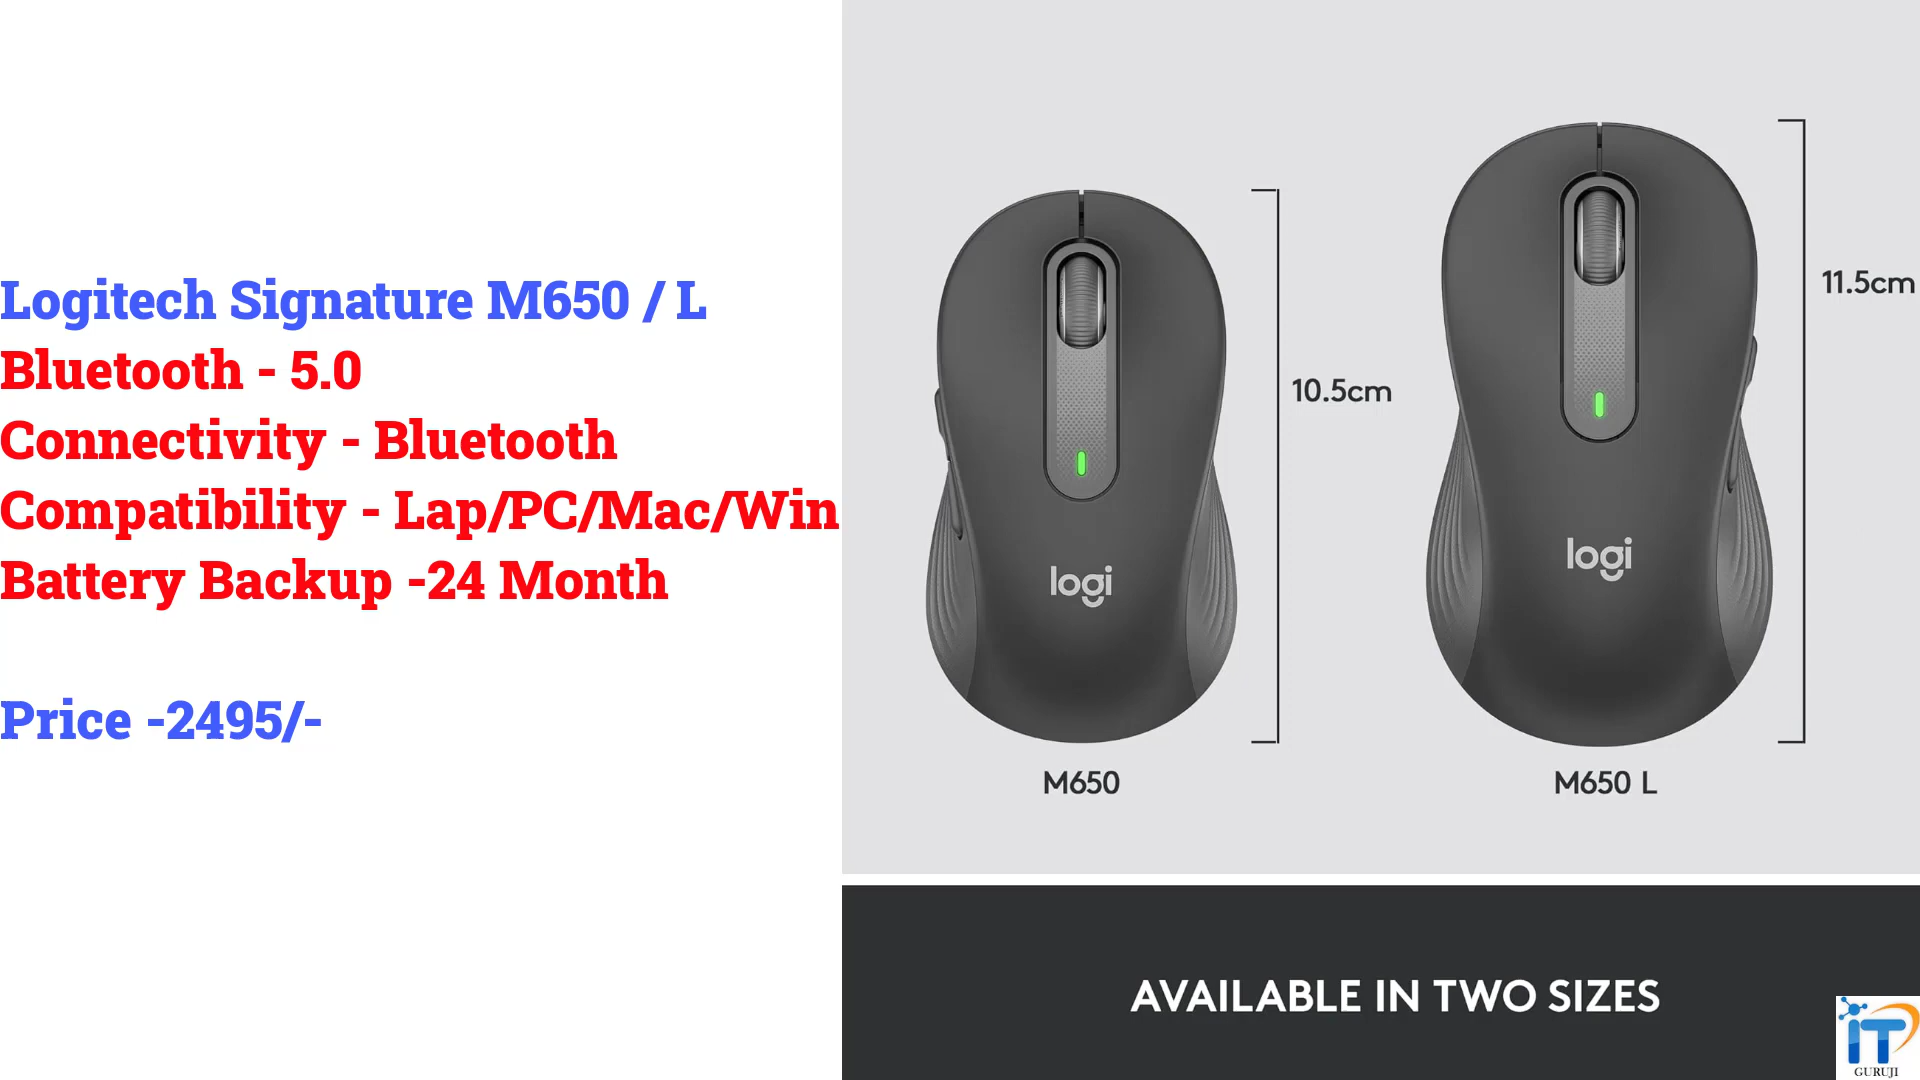 Logitech Signature M650 / L
Bluetooth - 5.0
Connectivity - Bluetooth
Compatibility - Lap/PC/Mac/Win
Battery Backup -24 Month
Price -2495/-
10.5cm
11.5cm
logi
logi
M650
M650 L
AVAILABLE IN TWO SIZES
iT
GURUJI